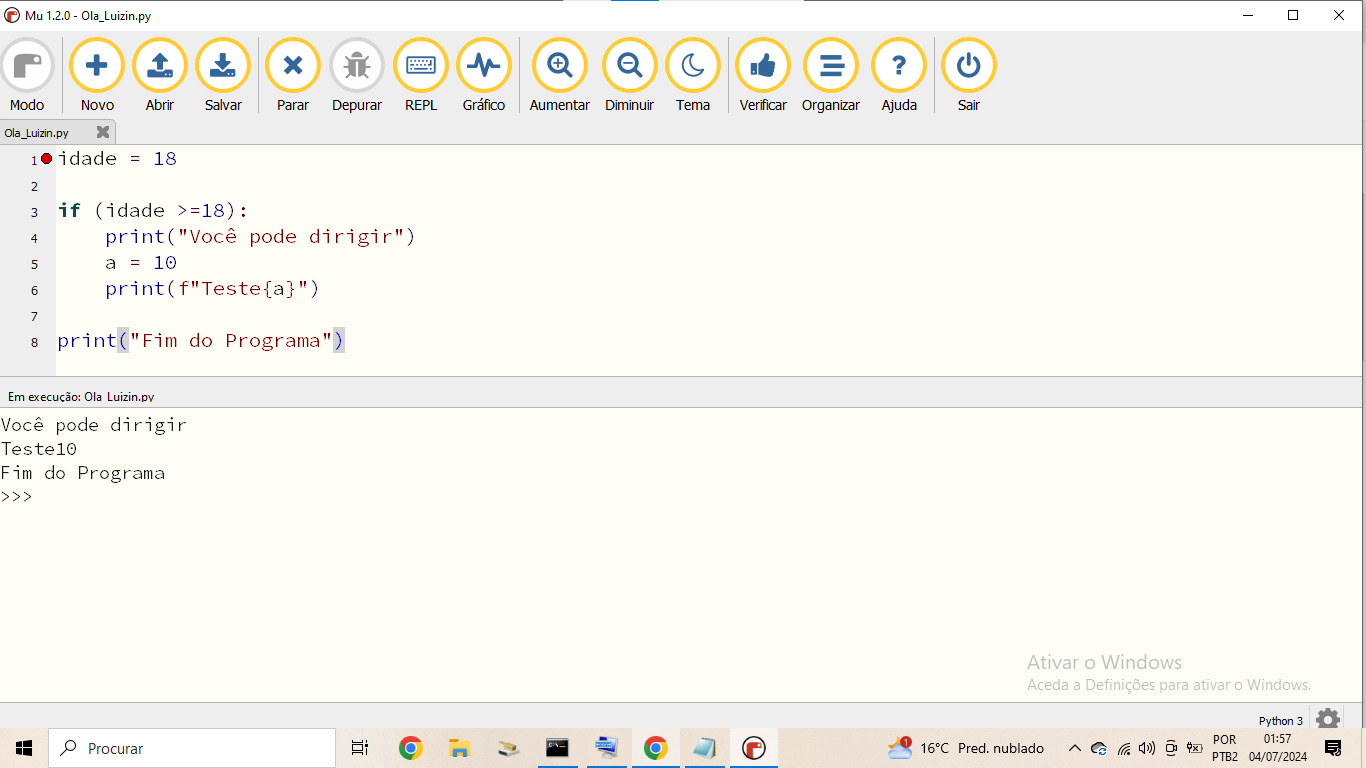 Mu 1.2.0 - Ola_Luizin.py
Modo Novo Abrir Salvar Parar Depurar REPL Gráfico Aumentar Diminuir Tema Verificar Organizar Ajuda Sair
Ola_Luizin.py
1 idade = 18
2
3 if (idade >=18):
4     print("Você pode dirigir")
5     a = 10
6     print(f"Teste{a}")
7
8 print("Fim do Programa")
Em execução: Ola_Luizin.py
Você pode dirigir
Teste10
Fim do Programa
>>>
Ativar o Windows
Aceda a Definições para ativar o Windows.
Python 3
Procurar
1
16°C Pred. nublado
POR
PTB2
01:57
04/07/2024